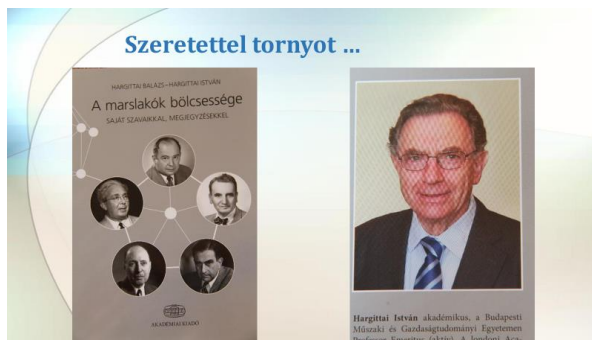 Szeretettel tornyot ...
HARGITTAI BALÁZS–HARGITTAI ISTVÁN
A marslakók bölcsessége
SAJÁT SZAVAIKKAL, MEGJEGYZÉSEKKEL
AKADÉMIAI KIADÓ
Hargittai István akadémikus, a Budapesti
Műszaki és Gazdaságtudományi Egyetemen
Professor Emeritus (aktív). A londoni Aca-